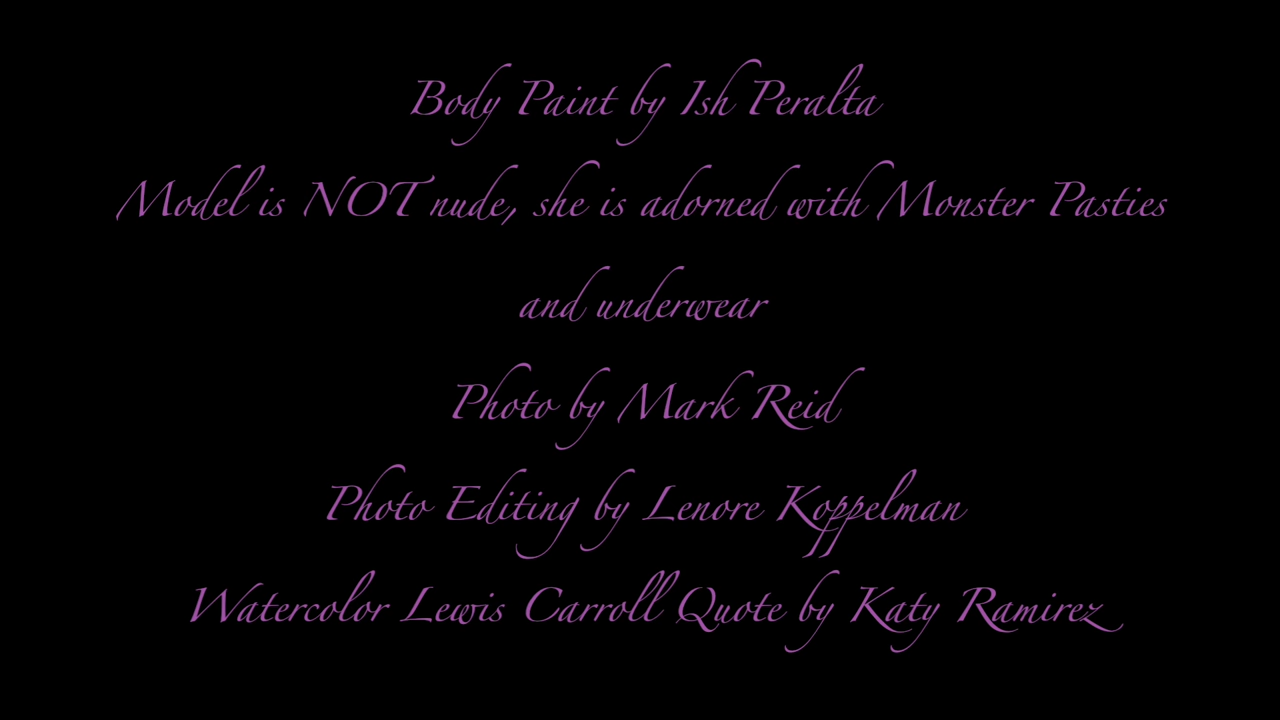 Body Paint by Ish Peralta
Model is NOT nude, she is adorned with Monster Pasties
and underwear
Photo by Mark Reid
Photo Editing by Lenore Koppelman
Watercolor Lewis Carroll Quote by Katy Ramirez